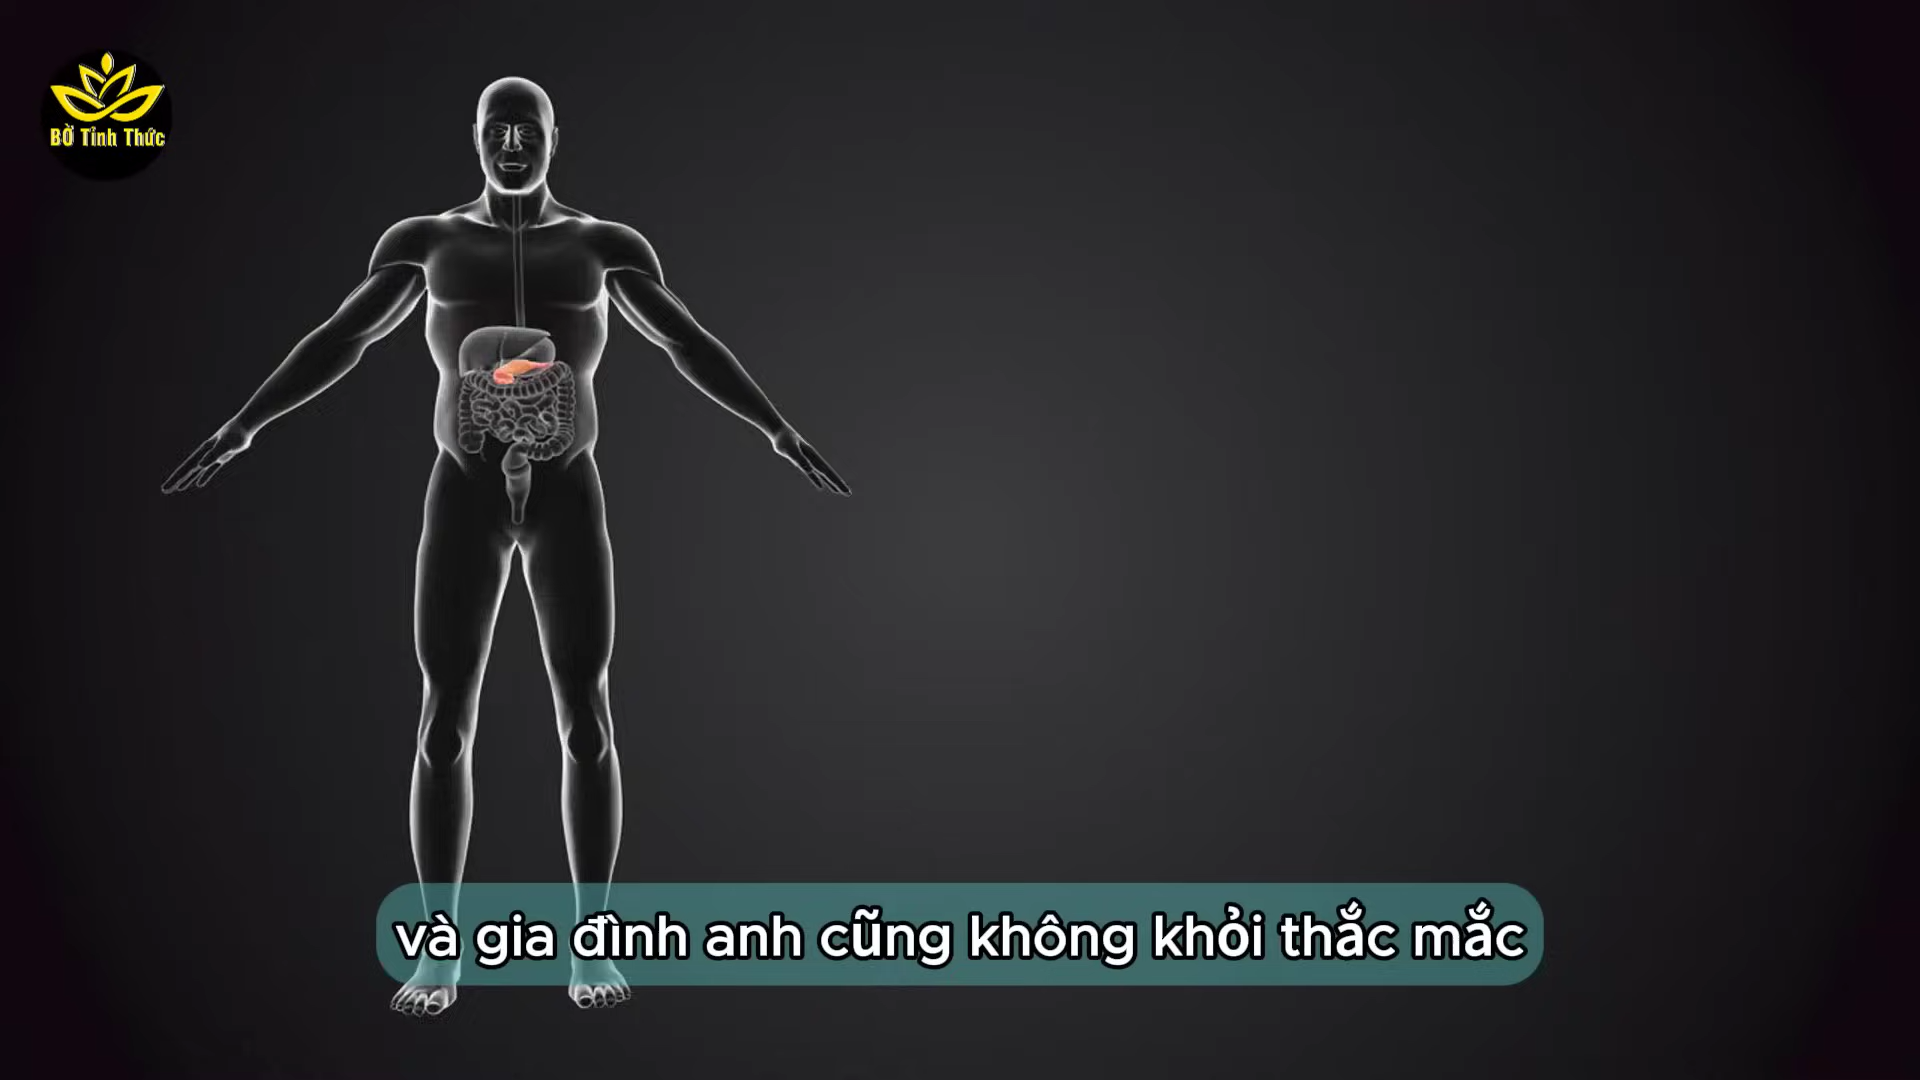 BỜ Tỉnh Thức
và gia đình anh cũng không khỏi thắc mắc